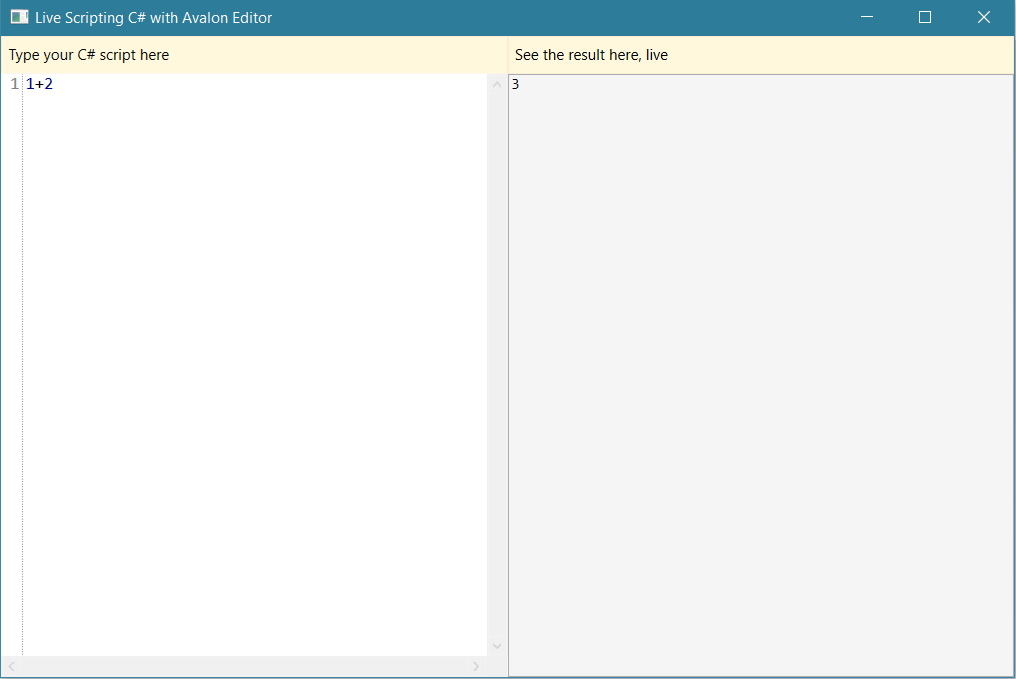 Live Scripting C# with Avalon Editor
Type your C# script here
See the result here, live
1 1+2
3